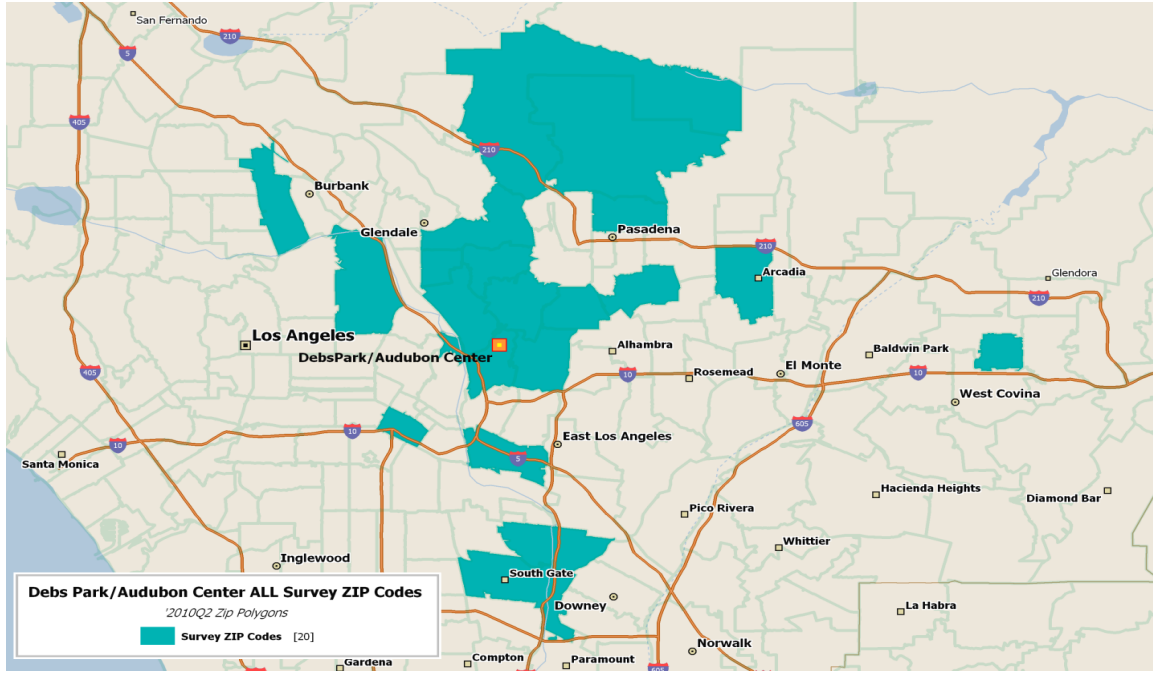 San Fernando
210
5
405
210
Burbank
Glendale
Pasadena
210
Arcadia
Glendora
210
Los Angeles
DebsPark/Audubon Center
Alhambra
Baldwin Park
El Monte
405
10
Rosemead
10
West Covina
605
10
10
East Los Angeles
Santa Monica
5
Hacienda Heights
Diamond Bar
Pico Rivera
Whittier
Inglewood
South Gate
Downey
La Habra
Debs Park/Audubon Center ALL Survey ZIP Codes
'2010Q2 Zip Polygons
Survey ZIP Codes [20]
Norwalk
Gardena
Compton
Paramount
605